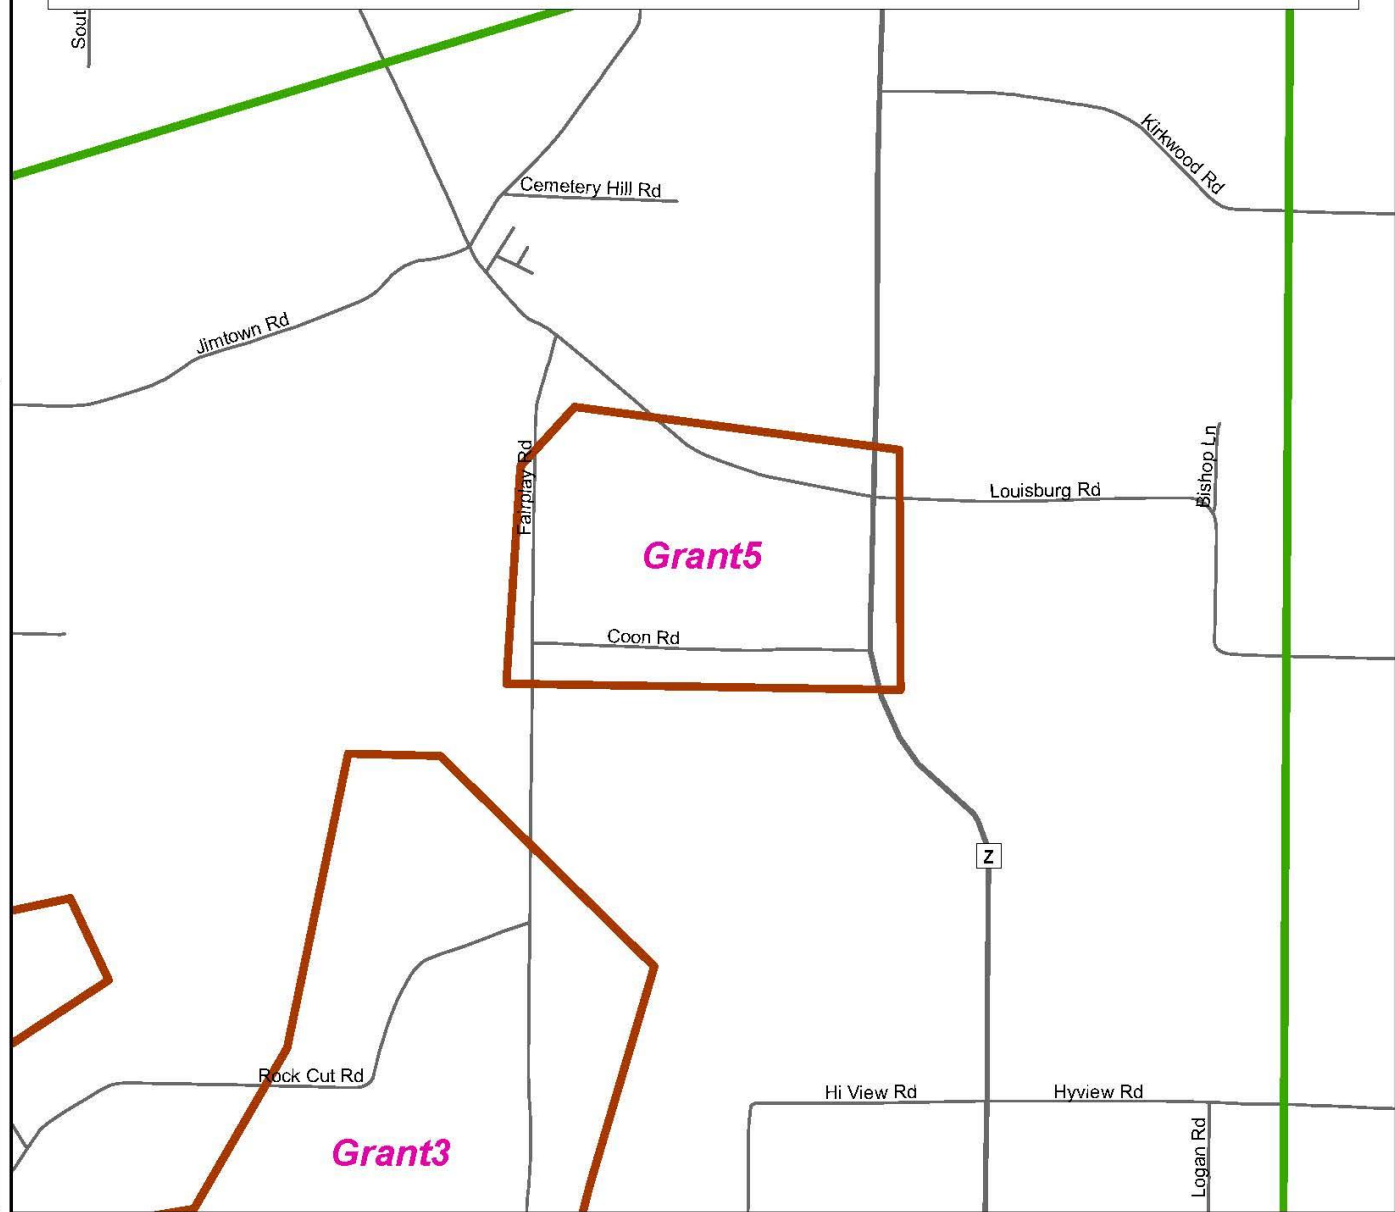 Sout
Kirkwood Rd
Cemetery Hill Rd
Jimtown Rd
Fairplay Rd
Bishop Ln
Louisburg Rd
Grant5
Coon Rd
Z
Rock Cut Rd
Hi View Rd
Hyview Rd
Grant3
Logan Rd